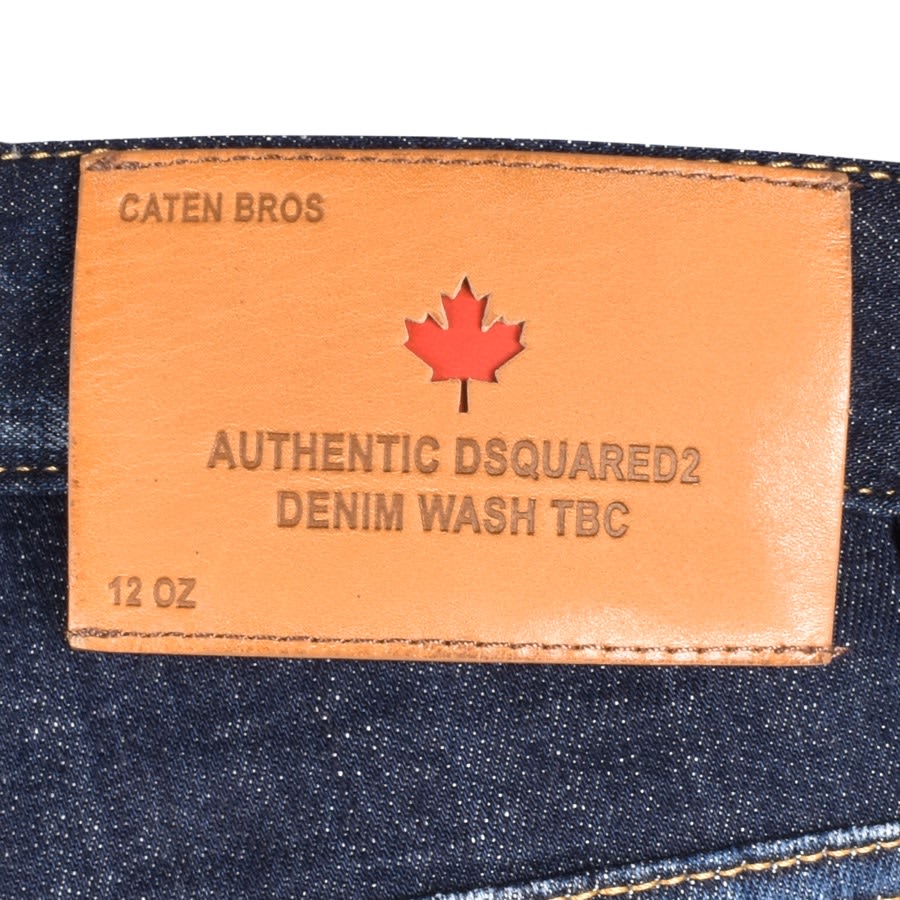 CATEN BROS
AUTHENTIC DSQUARED2
DENIM WASH TBC
12 OZ